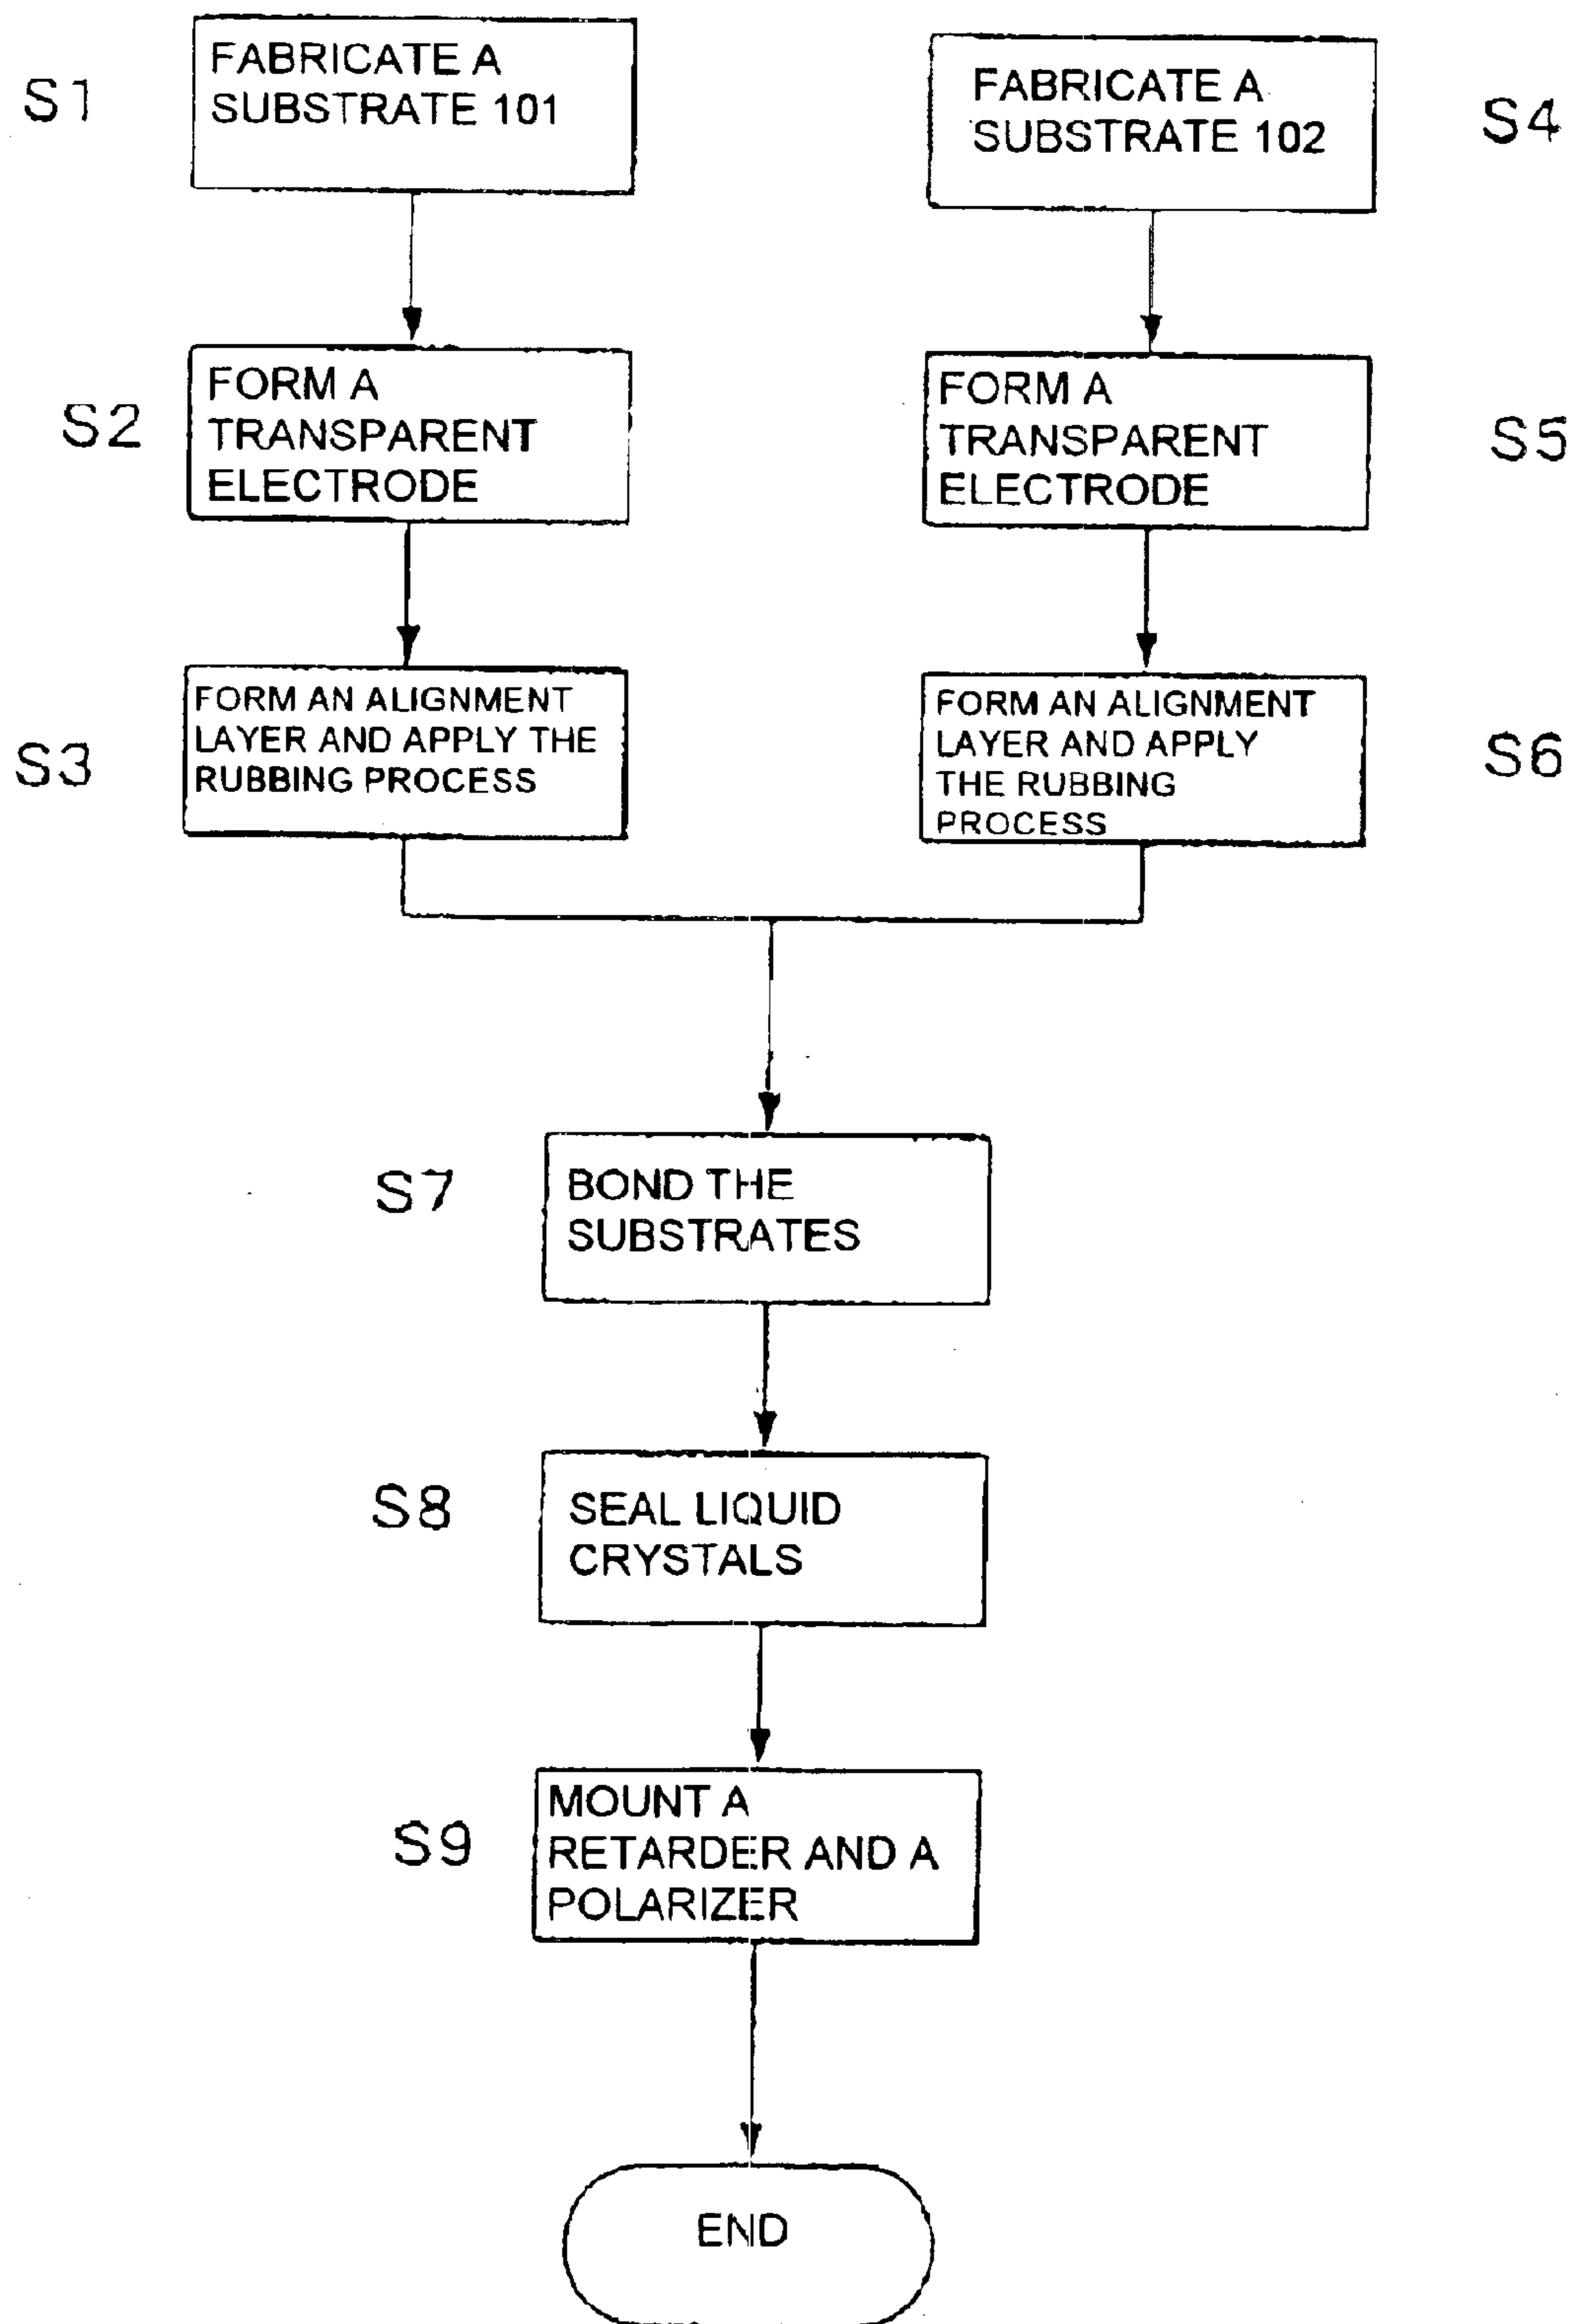 S1
FABRICATE A
SUBSTRATE 101
FABRICATE A
SUBSTRATE 102
S4
S2
FORM A
TRANSPARENT
ELECTRODE
FORM A
TRANSPARENT
ELECTRODE
S5
S3
FORM AN ALIGNMENT
LAYER AND APPLY THE
RUBBING PROCESS
FORM AN ALIGNMENT
LAYER AND APPLY
THE RUBBING
PROCESS
S6
S7
BOND THE
SUBSTRATES
S8
SEAL LIQUID
CRYSTALS
S9
MOUNT A
RETARDER AND A
POLARIZER
END